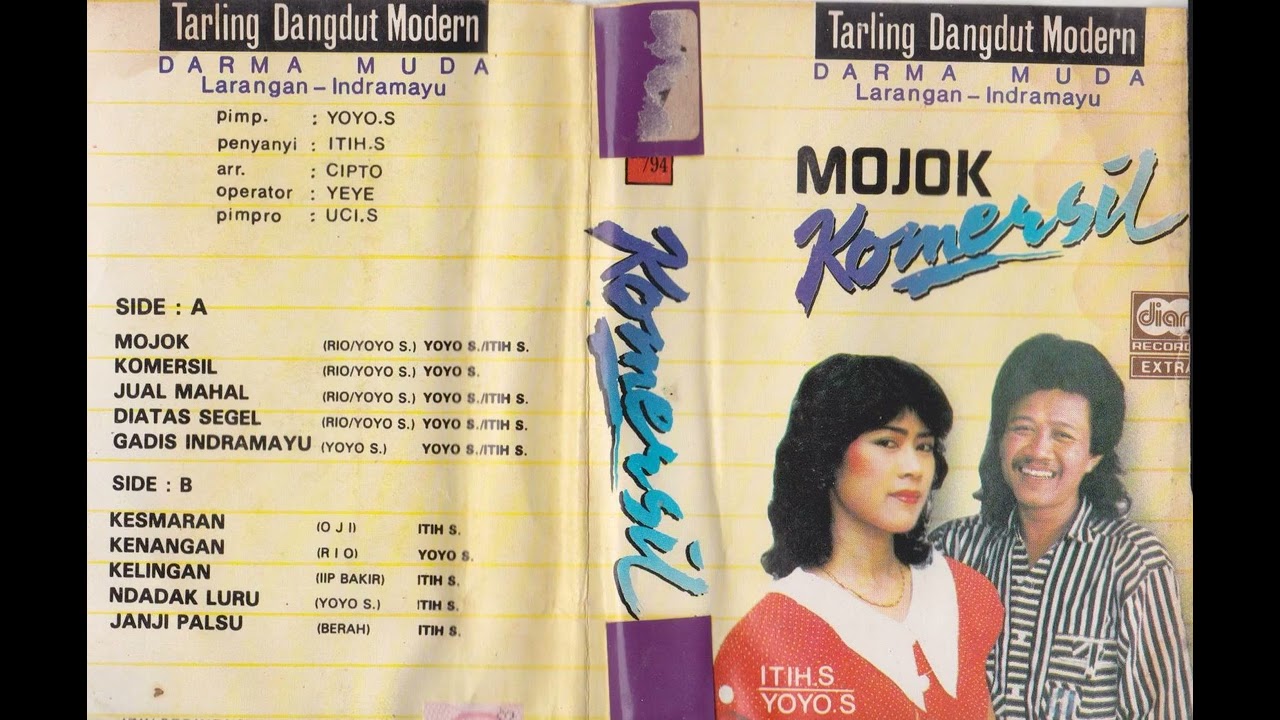 Tarling Dangdut Modern
DARMA MUDA
Larangan – Indramayu
pimp. : YOYO.S
penyanyi : ITIH.S
arr. : CIPTO
operator : YEYE
pimpro : UCI.S
SIDE : A
MOJOK (RIO/YOYO S.) YOYO S./ITIH S.
KOMERSIL (RIO/YOYO S.) YOYO S.
JUAL MAHAL (RIO/YOYO S.) YOYO S./ITIH S.
DIATAS SEGEL (RIO/YOYO S.) YOYO S./ITIH S.
GADIS INDRAMAYU (YOYO S.) YOYO S./ITIH S.
SIDE : B
KESMARAN (O J I) ITIH S.
KENANGAN (R I O) YOYO S.
KELINGAN (IIP BAKIR) ITIH S.
NDADAK LURU (YOYO S.) ITIH S.
JANJI PALSU (BERAH) ITIH S.
794
Komersil
Tarling Dangdut Modern
DARMA MUDA
Larangan – Indramayu
MOJOK
Komersil
ITIH.S
YOYO.S